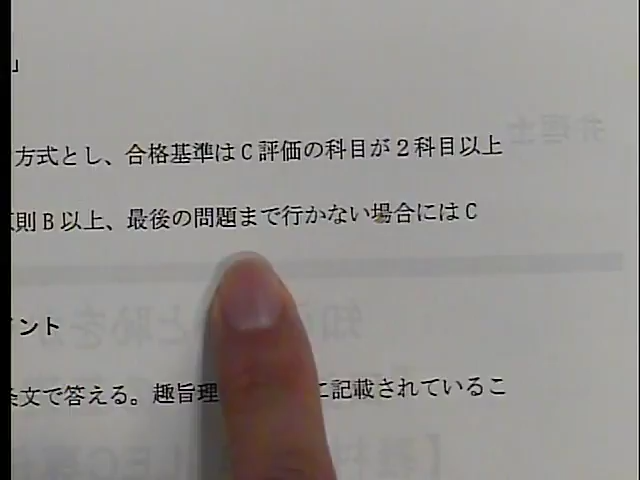 」
方式とし、合格基準はC評価の科目が2科目以上
則B以上、最後の問題まで行かない場合にはC
ント
条文で答える。趣旨理 に記載されているこ